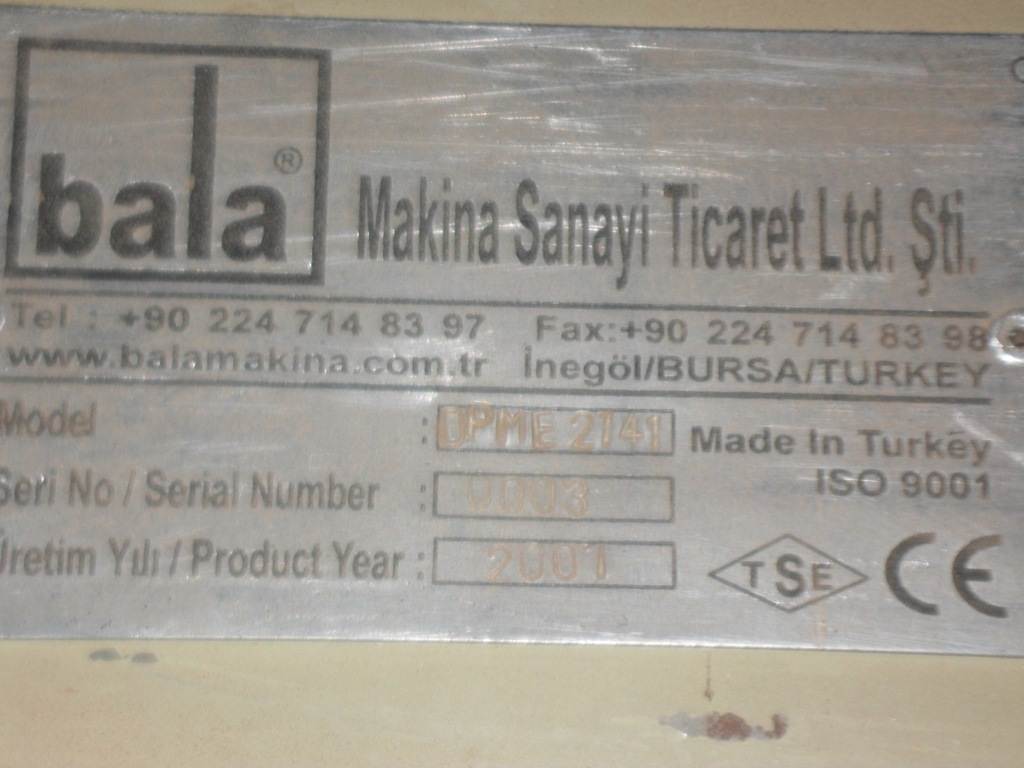 bala®
Makina Sanayi Ticaret Ltd. Şti.
Tel : +90 224 714 83 97 Fax:+90 224 714 83 98
www.balamakina.com.tr İnegöl/BURSA/TURKEY
Model : DPME 2741 Made In Turkey
ISO 9001
Seri No / Serial Number : 0003
Üretim Yılı / Product Year : 2007
TSE CE